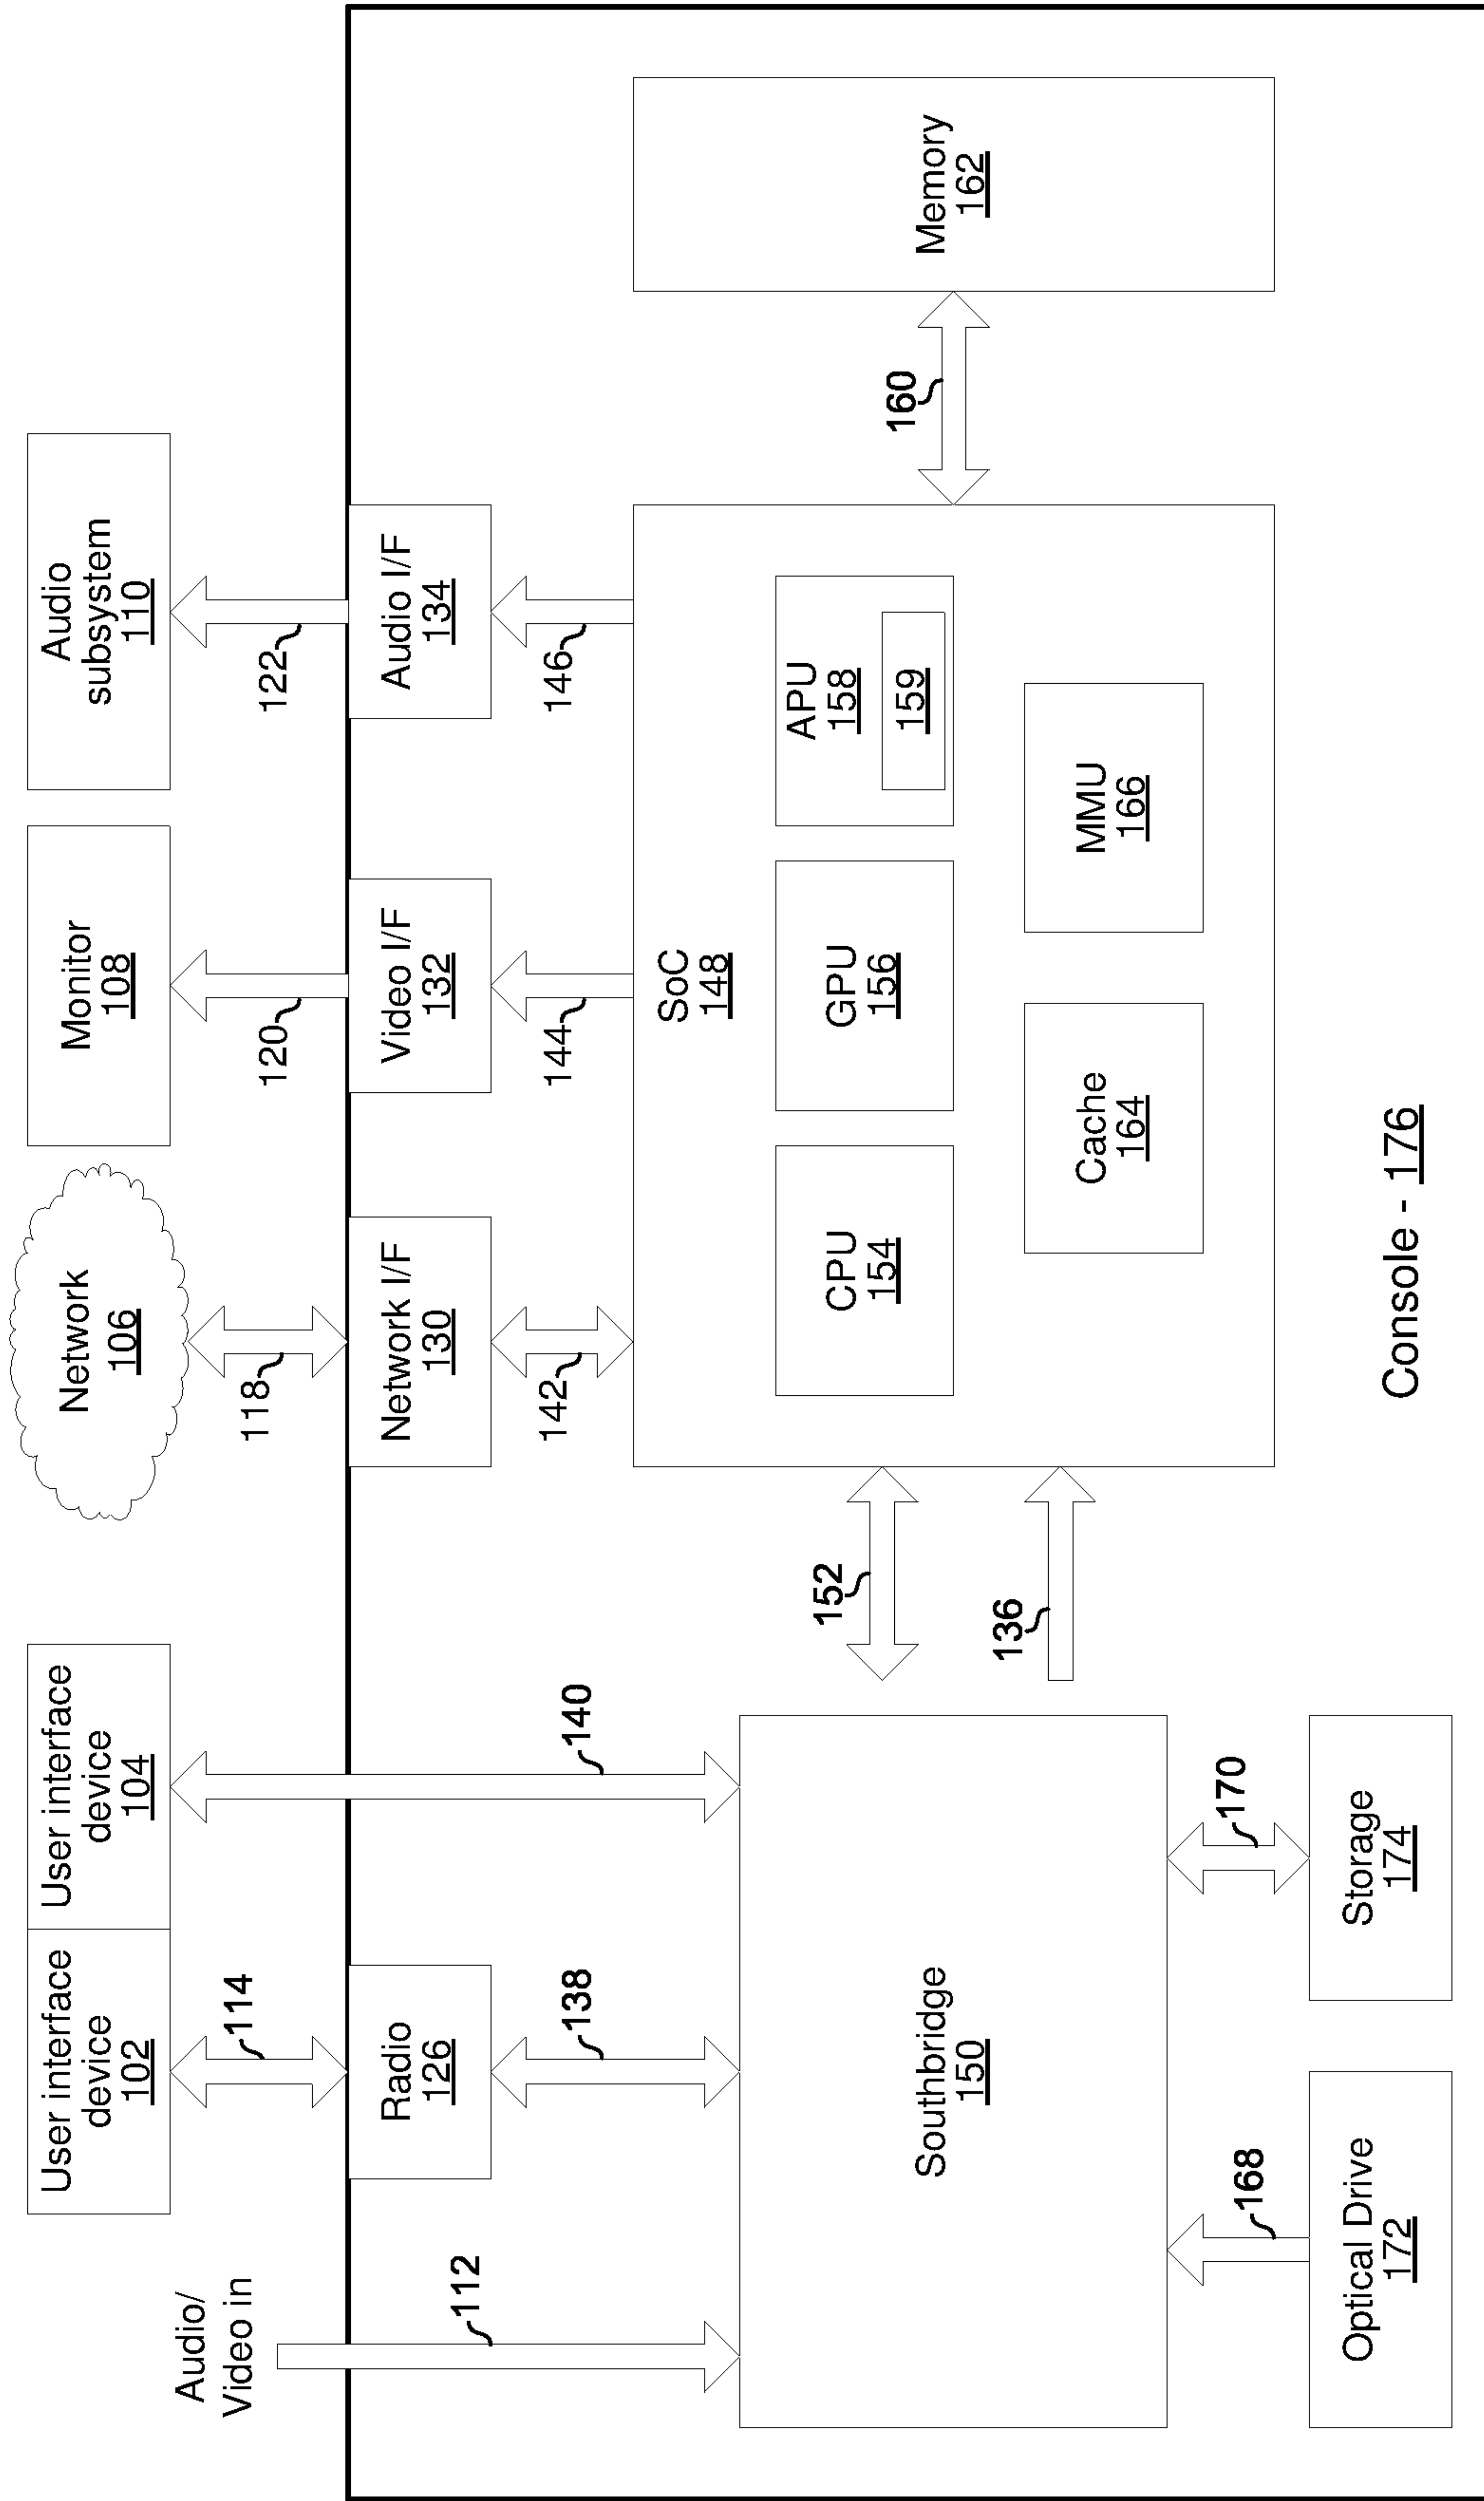 Audio/
Video in
User interface
device
102
User interface
device
104
Network
106
Monitor
108
Audio
subsystem
110
114
118
120
122
112
Radio
126
Network I/F
130
Video I/F
132
Audio I/F
134
138
140
142
144
146
Southbridge
150
152
136
SoC
148
CPU
154
GPU
156
APU
158
159
Cache
164
MMU
166
160
Memory
162
168
170
Optical Drive
172
Storage
174
Console - 176